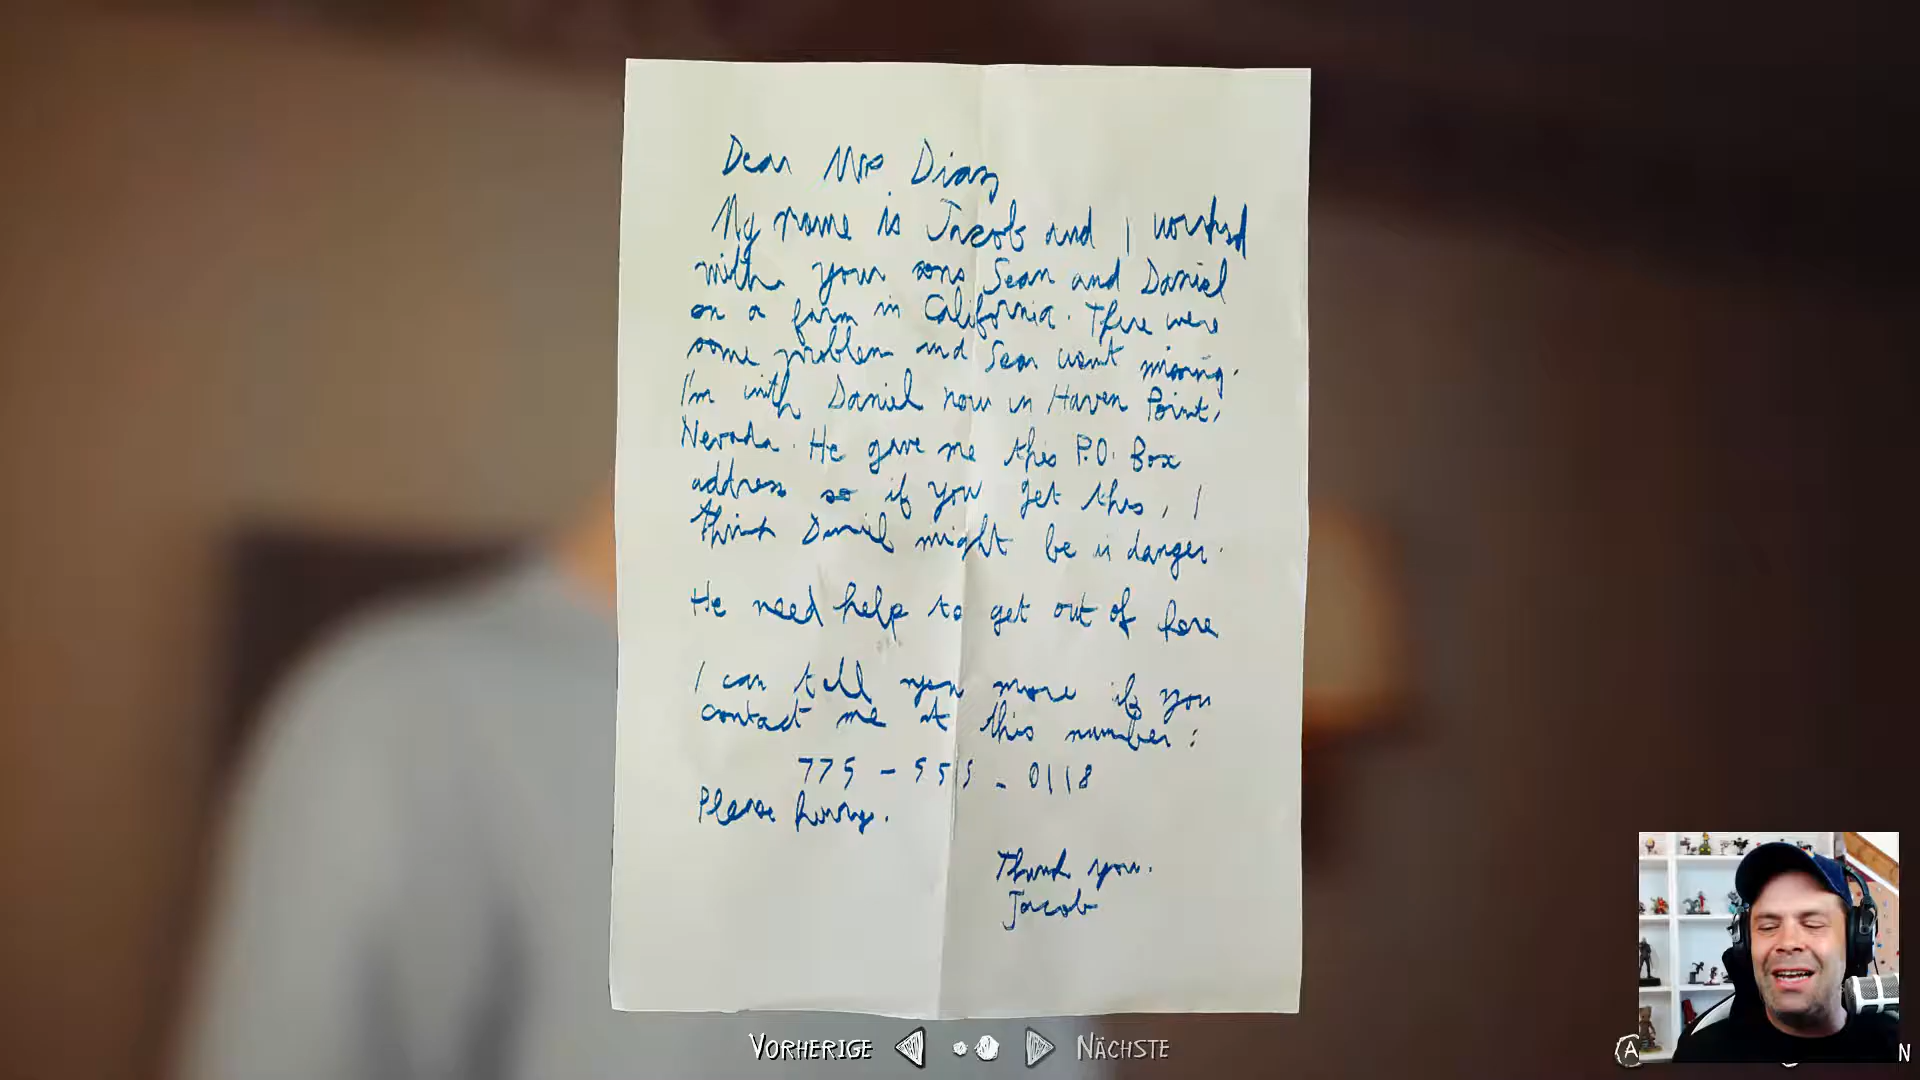 Dear Mrs Diaz
My name is Jacob and I worked
with your sons Sean and Daniel
on a farm in California. There were
some problem and Sean went missing.
I'm with Daniel now in Haven Point,
Nevada. He gave me this P.O. Box
address so if you get this, I
think Daniel might be in danger.
He need help to get out of here
I can tell you more if you
contact me at this number:
775-555-0118
Please hurry.
Thank you.
Jacob
VORHERIGE NÄCHSTE
A N